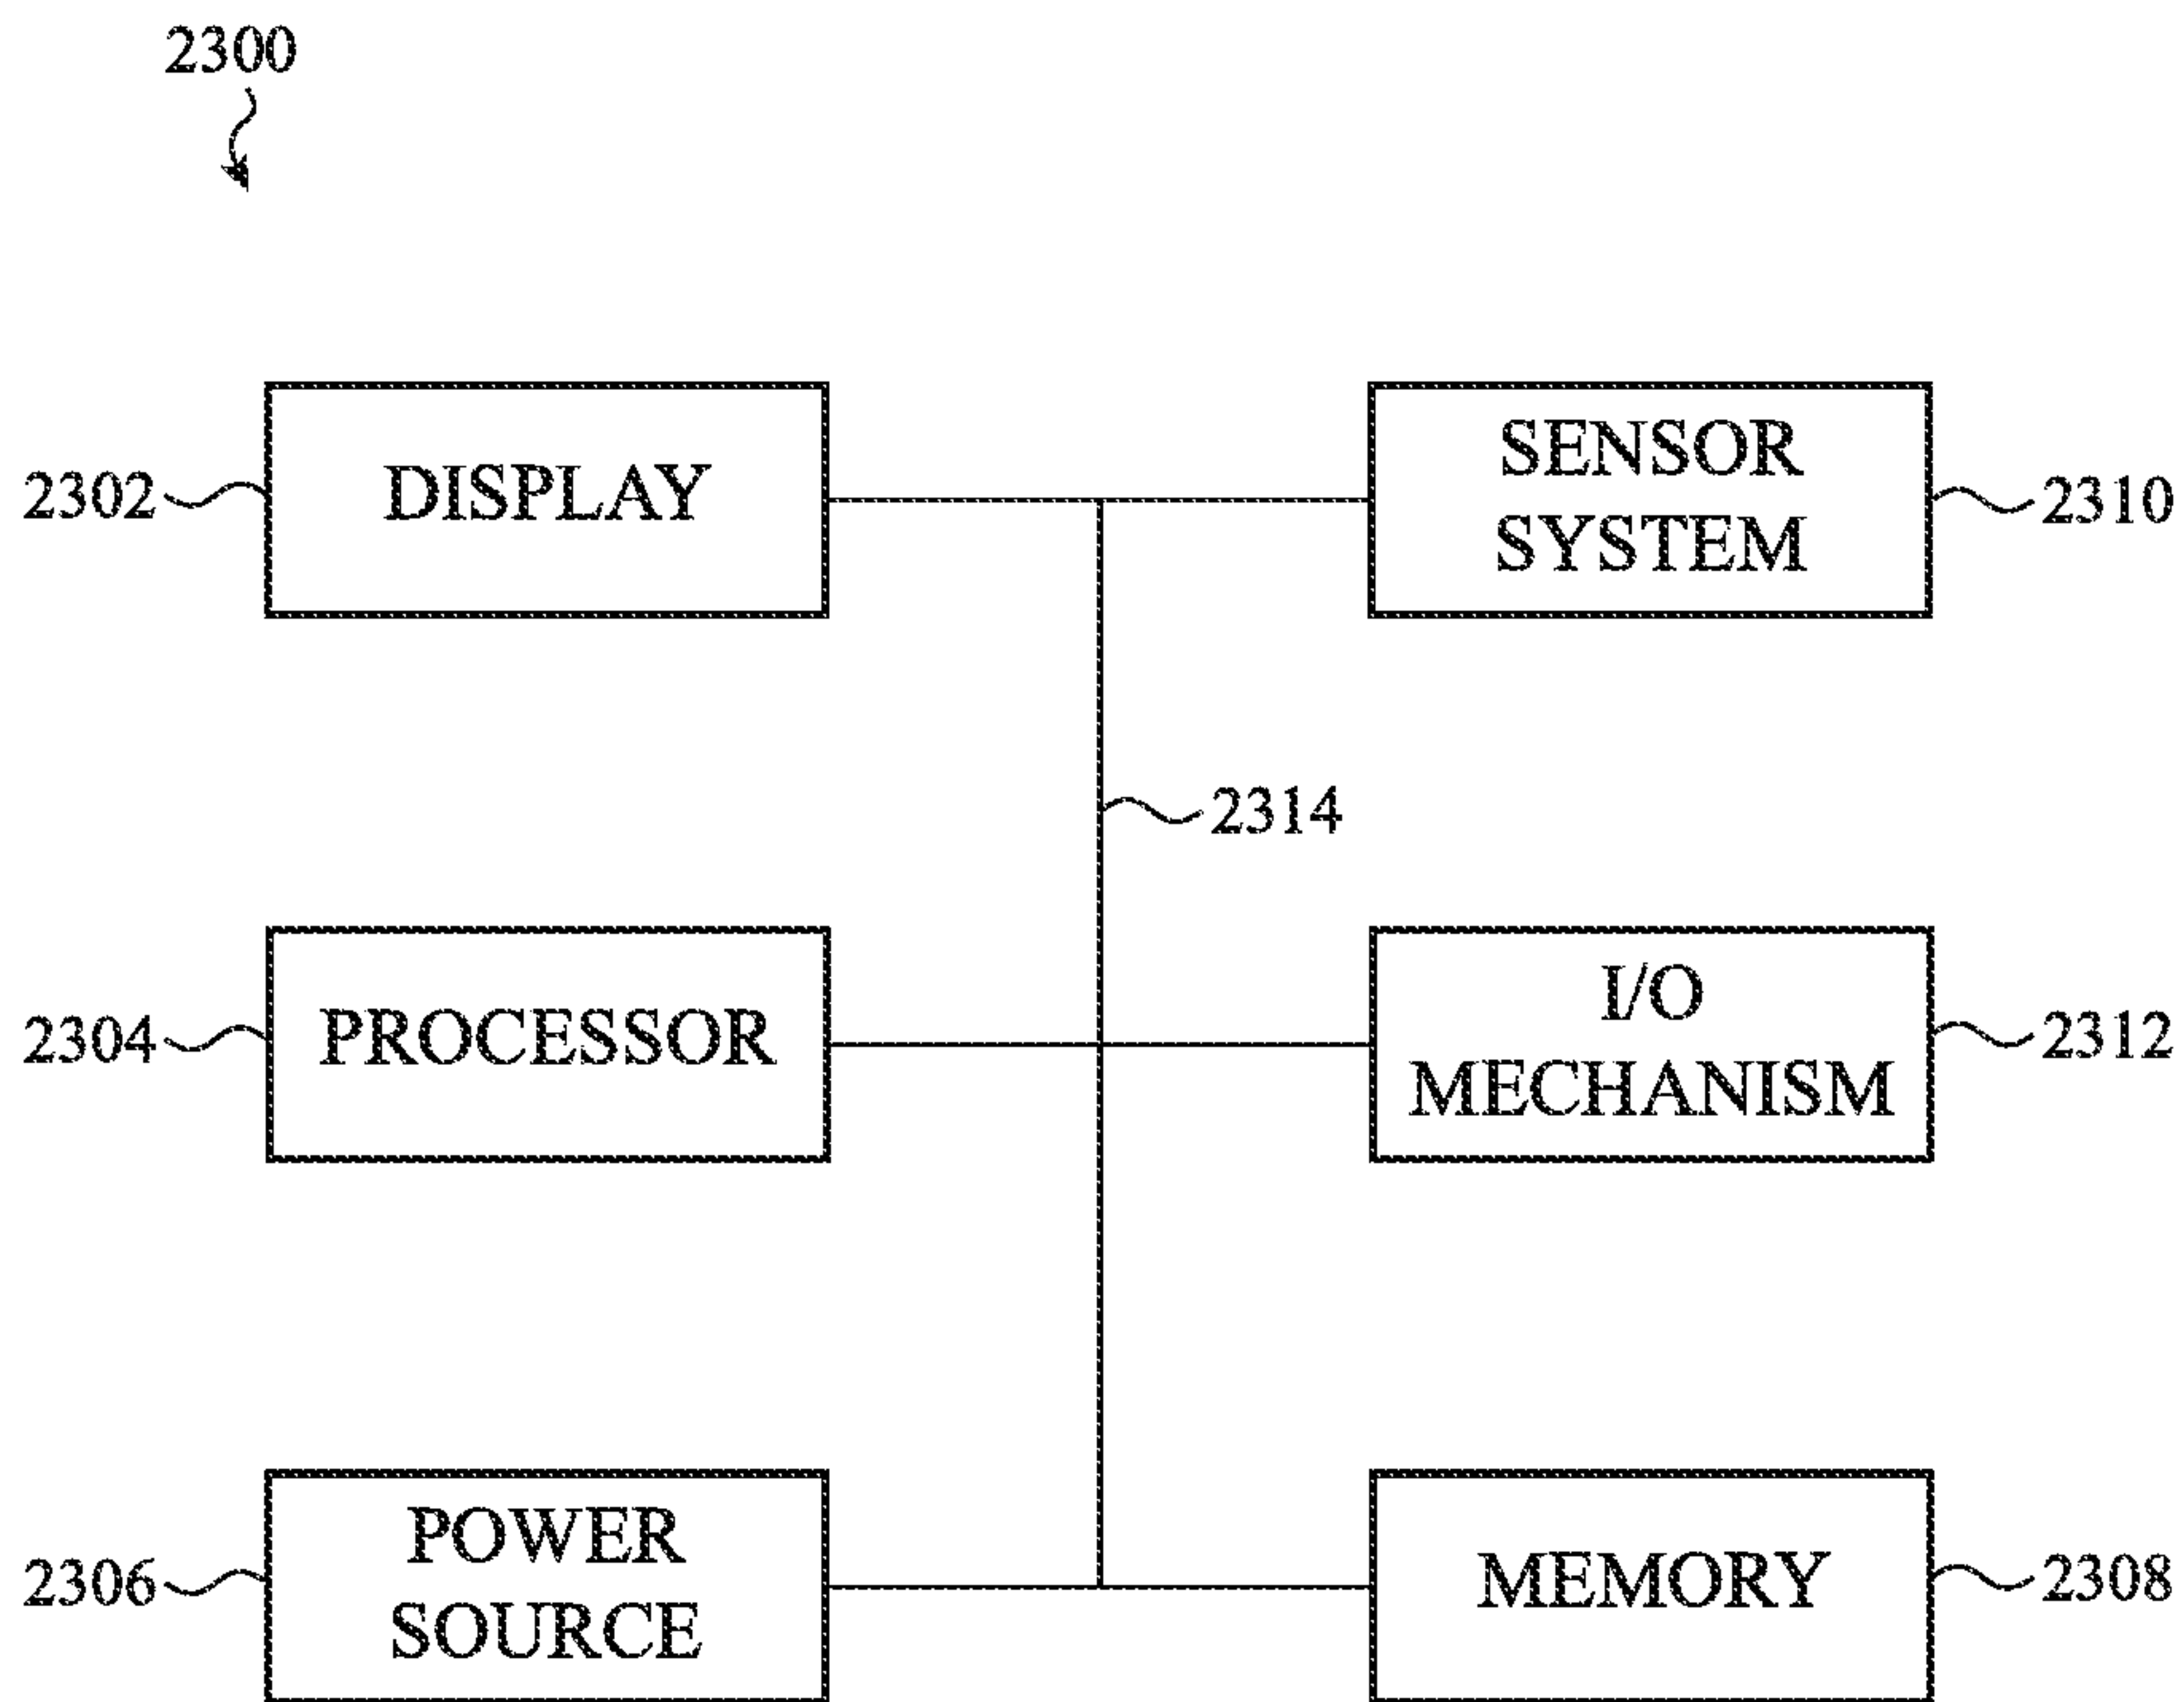 2300
2302
DISPLAY
SENSOR
SYSTEM
2310
2314
2304
PROCESSOR
I/O
MECHANISM
2312
2306
POWER
SOURCE
MEMORY
2308